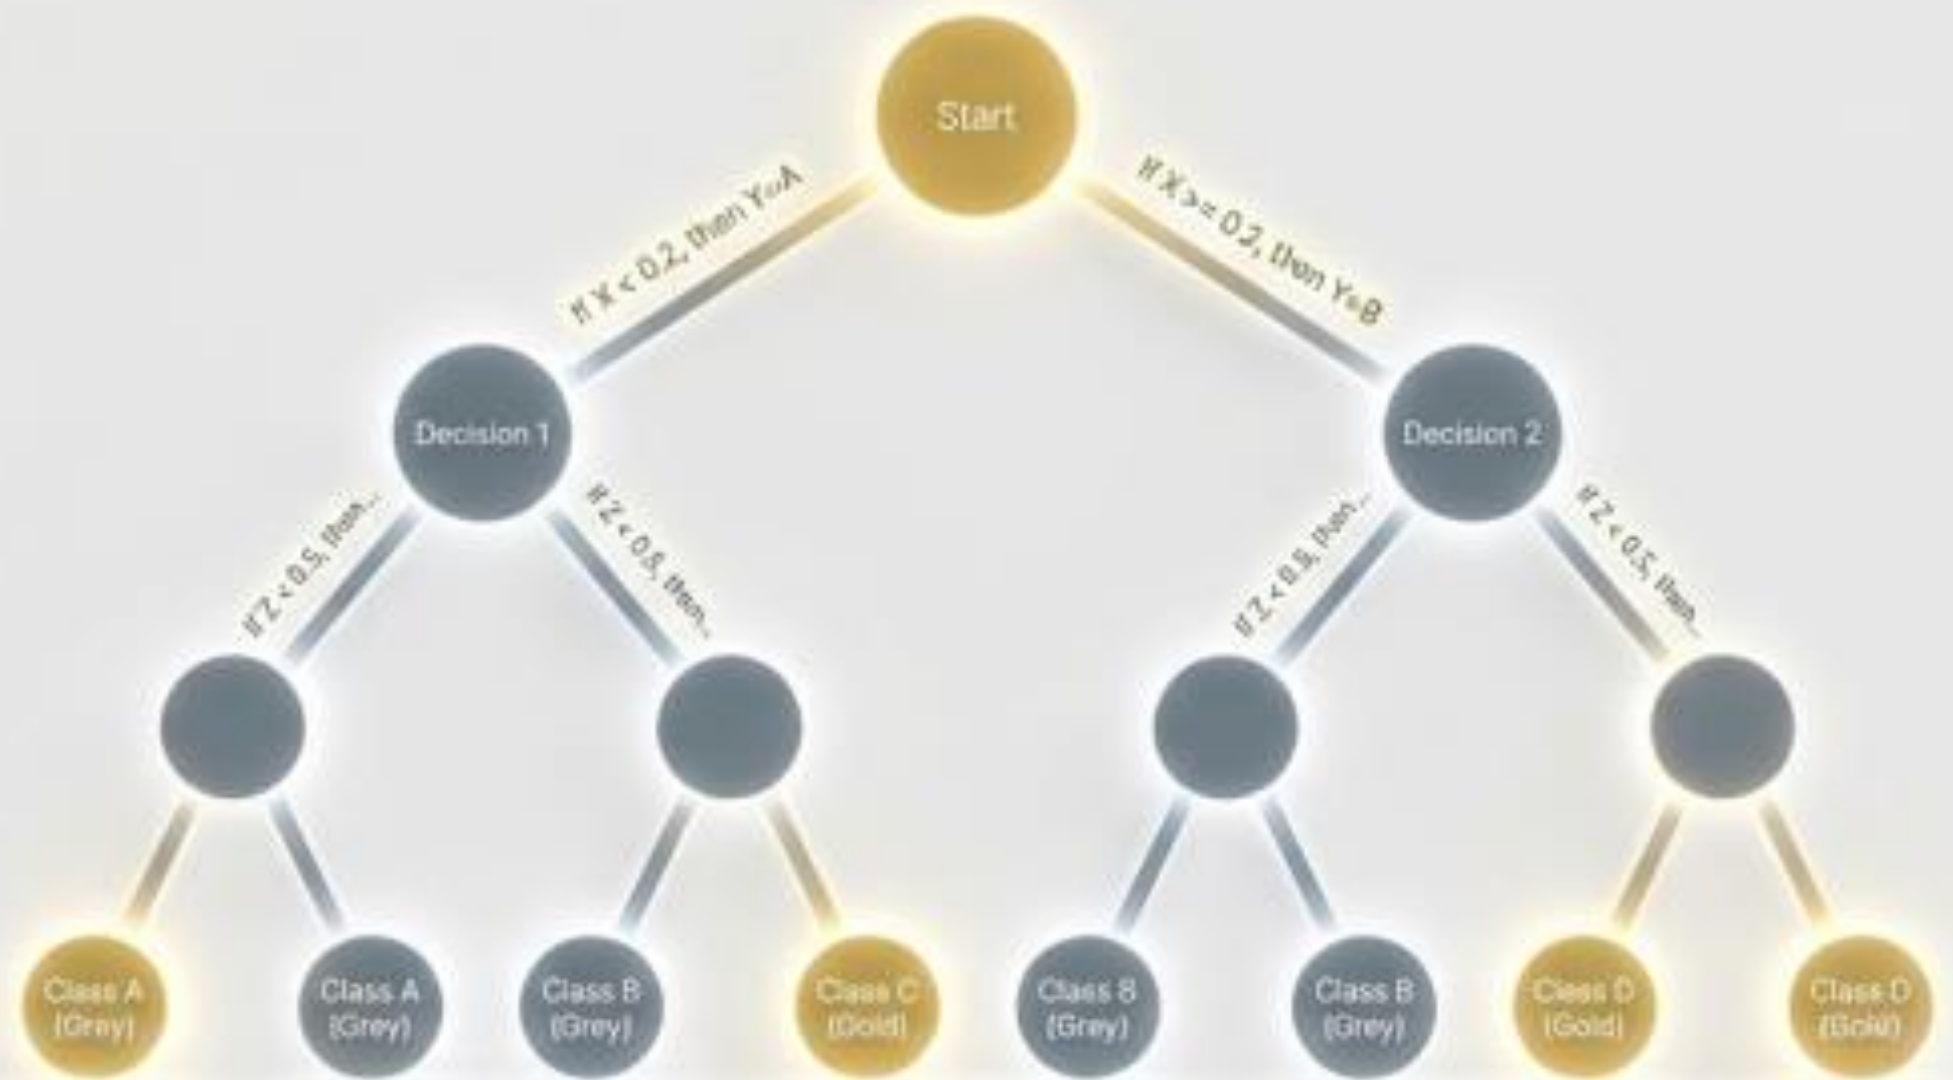 Start
If X < 0.2, then Y=A
If X >= 0.2, then Y=B
Decision 1
Decision 2
If Z < 0.5, then...
If Z < 0.5, then...
If Z < 0.5, then...
If Z < 0.5, then...
Class A
(Grey)
Class A
(Grey)
Class B
(Grey)
Class C
(Gold)
Class B
(Grey)
Class B
(Grey)
Class D
(Gold)
Class D
(Gold)